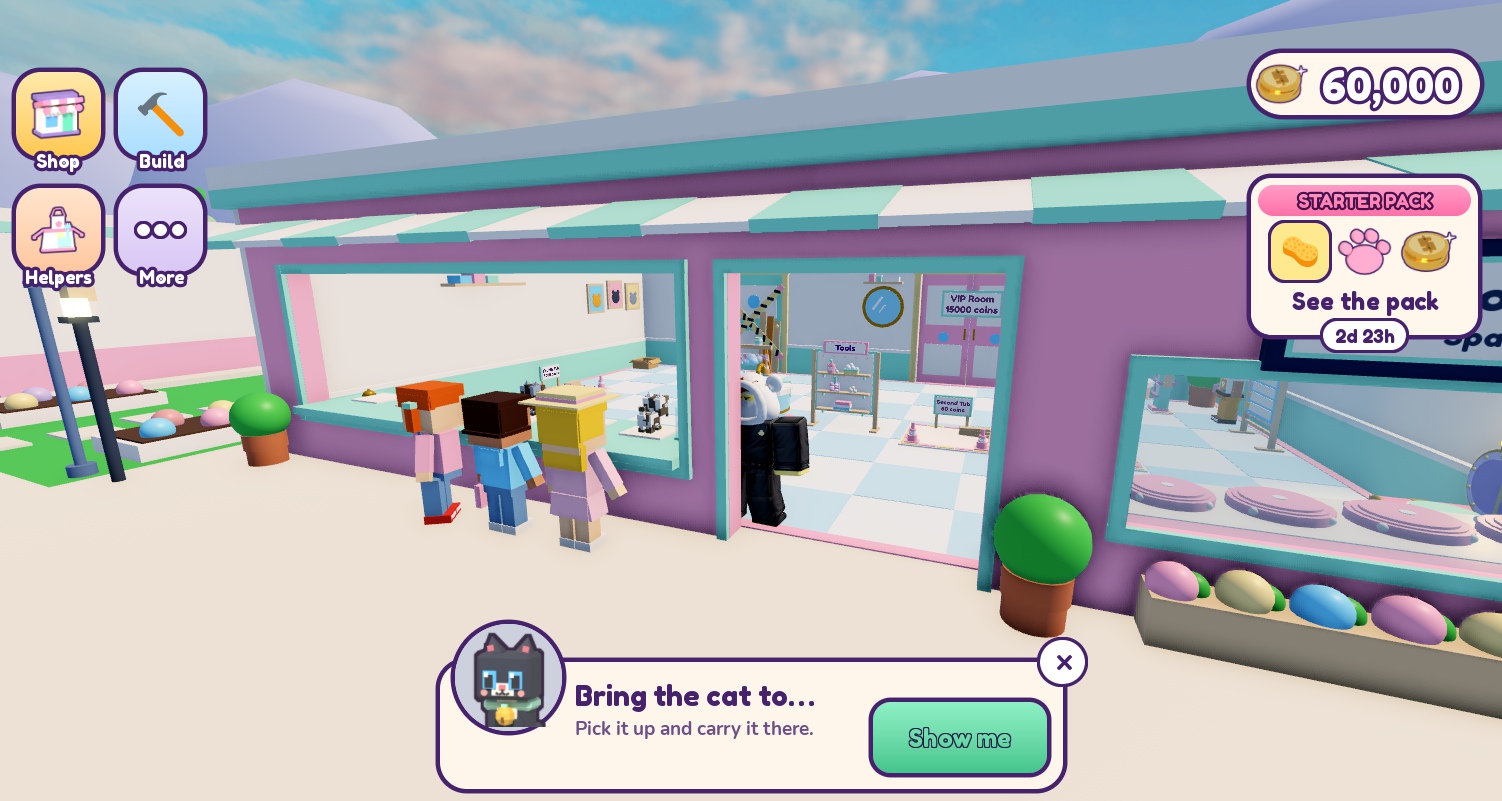 Shop
Build
Helpers
More
60,000
STARTER PACK
See the pack
2d 23h
VIP Room
15000 coins
Tools
Second Tub
60 coins
Bring the cat to...
Pick it up and carry it there.
Show me